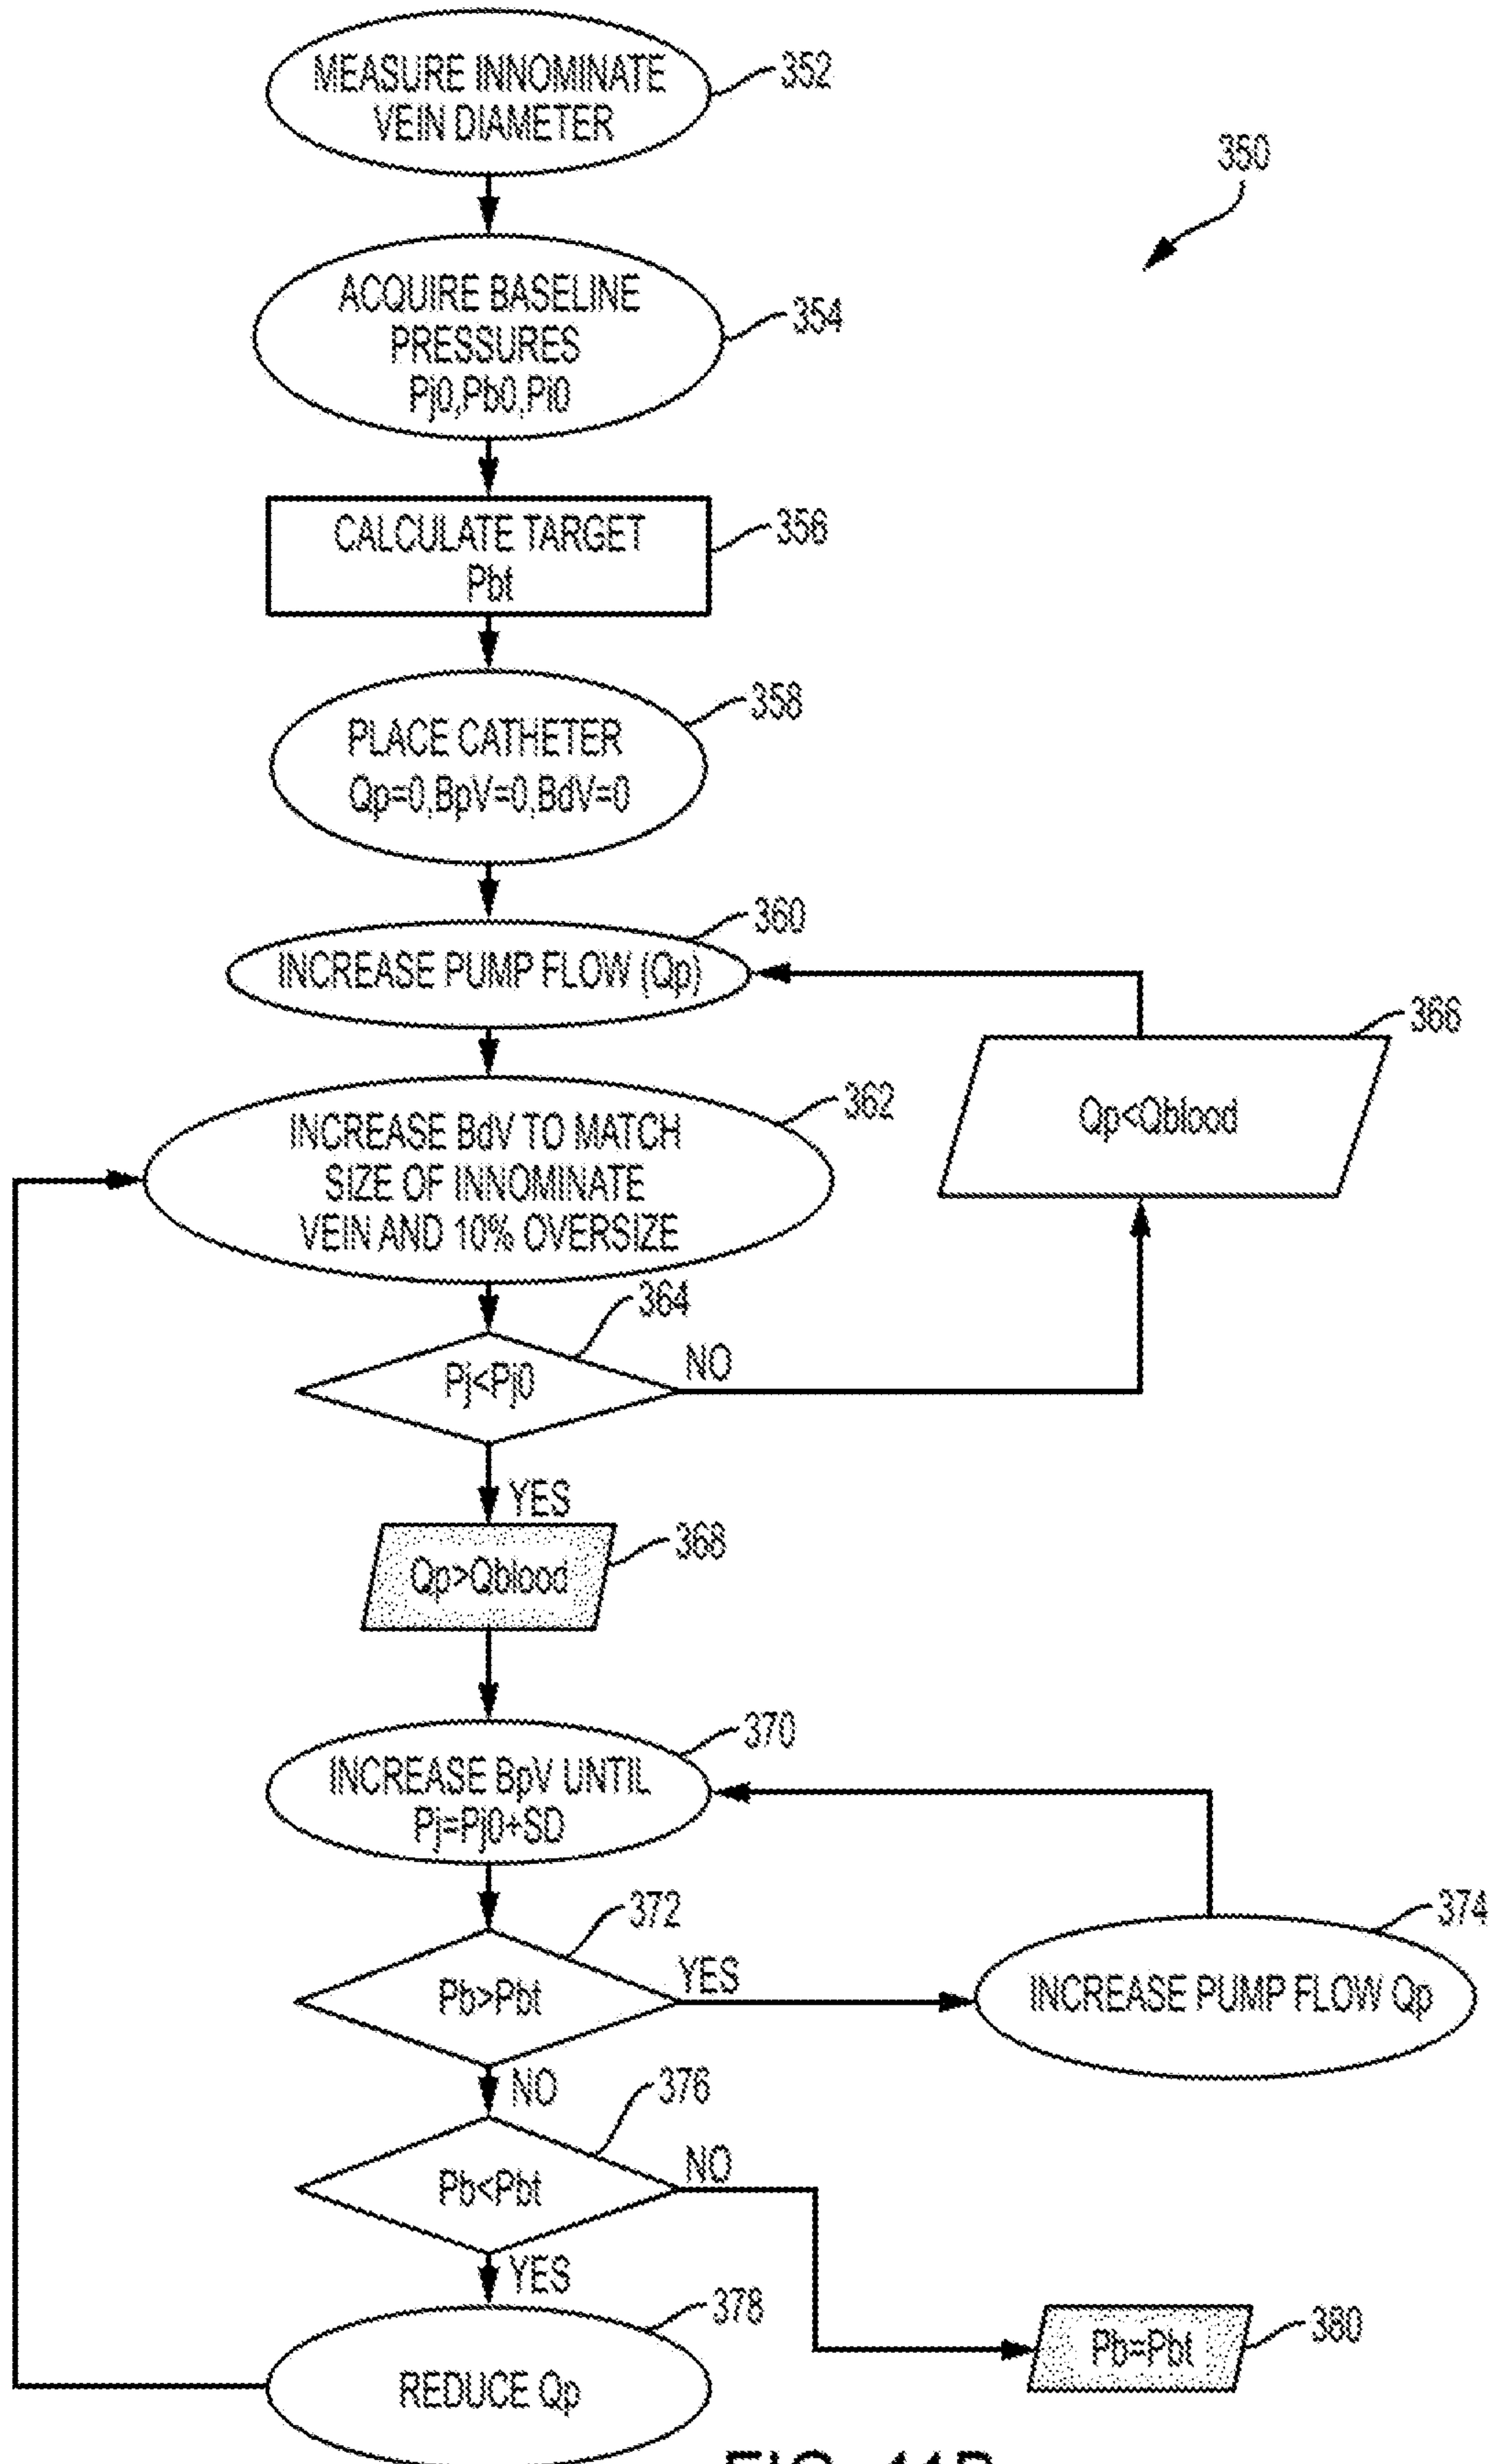 MEASURE INNOMINATE
VEIN DIAMETER
352
350
ACQUIRE BASELINE
PRESSURES
Pj0,Pb0,Pi0
354
CALCULATE TARGET
Pbt
356
PLACE CATHETER
Qp=0,BpV=0,BdV=0
358
INCREASE PUMP FLOW (Qp)
360
Qp<Qblood
366
INCREASE BdV TO MATCH
SIZE OF INNOMINATE
VEIN AND 10% OVERSIZE
362
Pj<Pj0
364
NO
YES
Qp>Qblood
368
INCREASE BpV UNTIL
Pj=Pj0+SD
370
Pb>Pbt
372
YES
INCREASE PUMP FLOW Qp
374
NO
Pb<Pbt
376
NO
YES
REDUCE Qp
378
Pb=Pbt
380